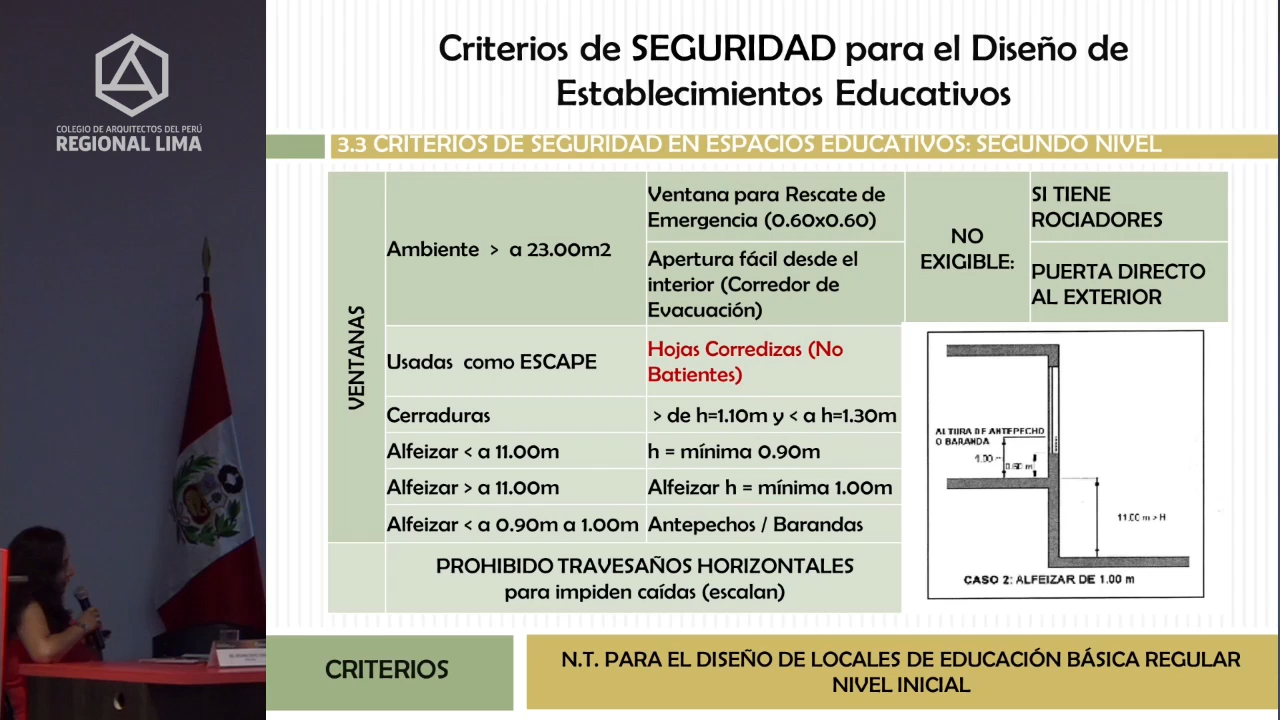 COLEGIO DE ARQUITECTOS DEL PERÚ
REGIONAL LIMA
Criterios de SEGURIDAD para el Diseño de
Establecimientos Educativos
3.3 CRITERIOS DE SEGURIDAD EN ESPACIOS EDUCATIVOS: SEGUNDO NIVEL
VENTANAS
Ambiente > a 23.00m2
Ventana para Rescate de
Emergencia (0.60x0.60)
Apertura fácil desde el
interior (Corredor de
Evacuación)
NO
EXIGIBLE:
SI TIENE
ROCIADORES
PUERTA DIRECTO
AL EXTERIOR
Usadas como ESCAPE
Hojas Corredizas (No
Batientes)
Cerraduras
> de h=1.10m y < a h=1.30m
Alfeizar < a 11.00m
h = mínima 0.90m
Alfeizar > a 11.00m
Alfeizar h = mínima 1.00m
Alfeizar < a 0.90m a 1.00m
Antepechos / Barandas
PROHIBIDO TRAVESAÑOS HORIZONTALES
para impiden caídas (escalan)
ALTURA DE ANTEPECHO
O BARANDA
1.00
0.60 m
11.00 m > H
CASO 2: ALFEIZAR DE 1.00 m
CRITERIOS
N.T. PARA EL DISEÑO DE LOCALES DE EDUCACIÓN BÁSICA REGULAR
NIVEL INICIAL